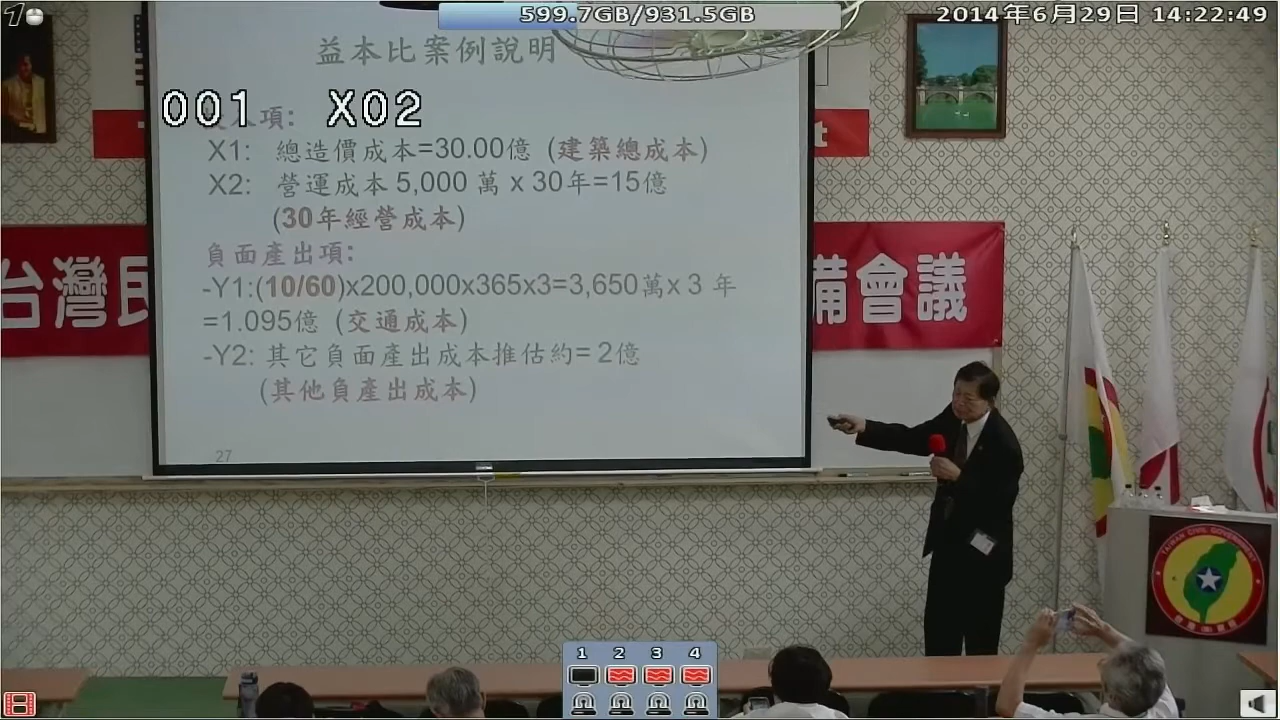 599.7GB/931.5GB
2014年6月29日 14:22:49
益本比案例說明
001 X02
本項:
X1: 總造價成本=30.00億 (建築總成本)
X2: 營運成本 5,000 萬 x 30年=15億
(30年經營成本)
負面產出項:
-Y1:(10/60)x200,000x365x3=3,650萬x 3 年
=1.095億 (交通成本)
-Y2: 其它負面產出成本推估約= 2億
(其他負產出成本)
27
t
台灣民
備會議
TAIWAN CIVIL GOVERNMENT
1 2 3 4